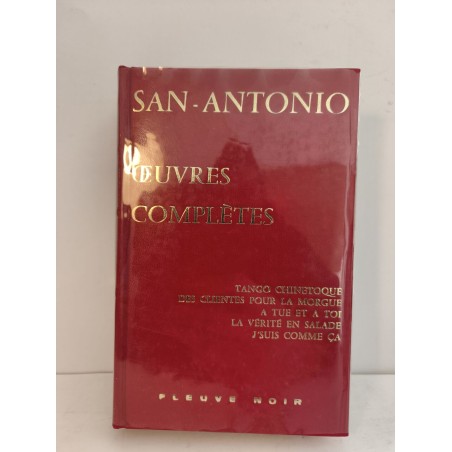 SAN-ANTONIO
ŒUVRES
COMPLÈTES
TANGO CHINETOQUE
DES CLIENTES POUR LA MORGUE
A TUE ET A TOI
LA VÉRITÉ EN SALADE
J'SUIS COMME ÇA
FLEUVE NOIR